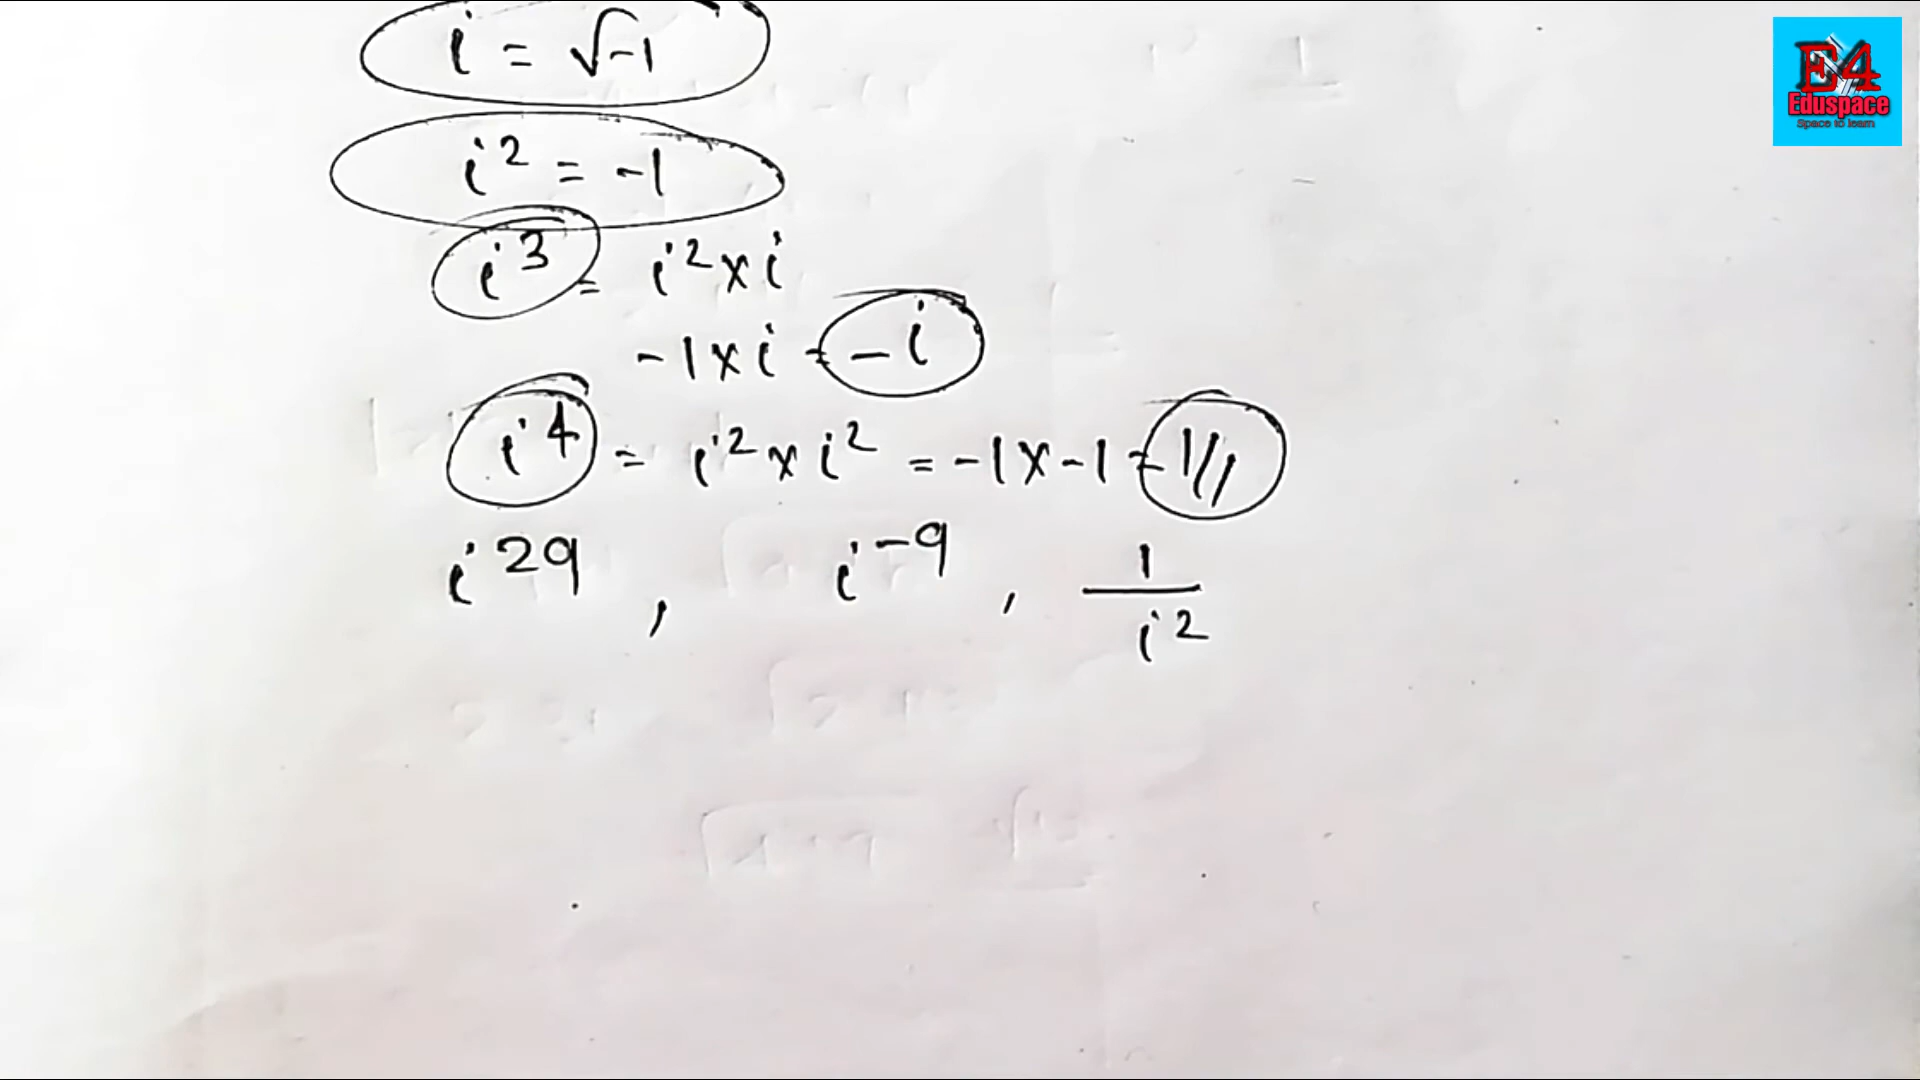 i = √-1
i² = -1
i³ = i² x i
-1 x i = -i
i⁴ = i² x i² = -1 x -1 = 1//
i²⁹ , i⁻⁹ , 1/i²
E4
Eduspace
Space to learn